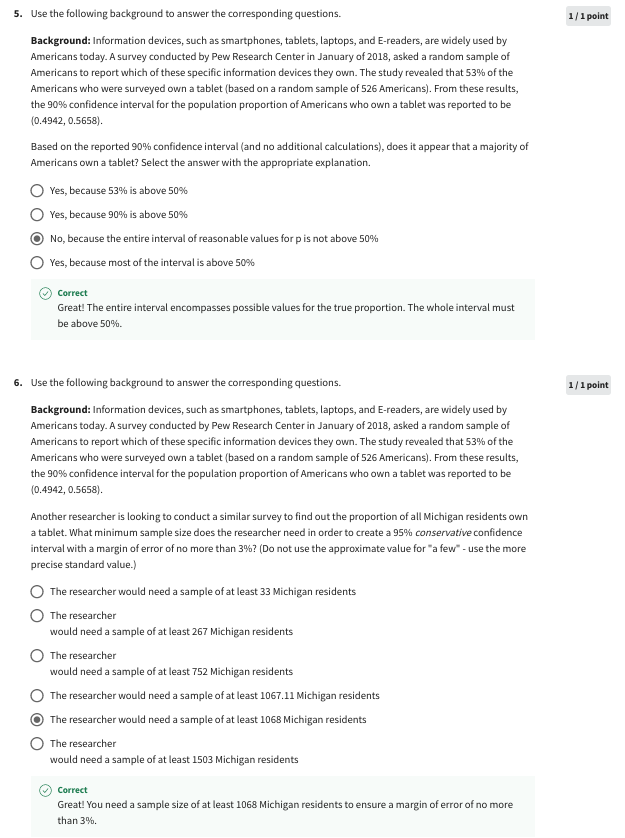 5. Use the following background to answer the corresponding questions.
1 / 1 point
Background: Information devices, such as smartphones, tablets, laptops, and E-readers, are widely used by
Americans today. A survey conducted by Pew Research Center in January of 2018, asked a random sample of
Americans to report which of these specific information devices they own. The study revealed that 53% of the
Americans who were surveyed own a tablet (based on a random sample of 526 Americans). From these results,
the 90% confidence interval for the population proportion of Americans who own a tablet was reported to be
(0.4942, 0.5658).
Based on the reported 90% confidence interval (and no additional calculations), does it appear that a majority of
Americans own a tablet? Select the answer with the appropriate explanation.
Yes, because 53% is above 50%
Yes, because 90% is above 50%
No, because the entire interval of reasonable values for p is not above 50%
Yes, because most of the interval is above 50%
Correct
Great! The entire interval encompasses possible values for the true proportion. The whole interval must
be above 50%.
6. Use the following background to answer the corresponding questions.
1 / 1 point
Background: Information devices, such as smartphones, tablets, laptops, and E-readers, are widely used by
Americans today. A survey conducted by Pew Research Center in January of 2018, asked a random sample of
Americans to report which of these specific information devices they own. The study revealed that 53% of the
Americans who were surveyed own a tablet (based on a random sample of 526 Americans). From these results,
the 90% confidence interval for the population proportion of Americans who own a tablet was reported to be
(0.4942, 0.5658).
Another researcher is looking to conduct a similar survey to find out the proportion of all Michigan residents own
a tablet. What minimum sample size does the researcher need in order to create a 95% conservative confidence
interval with a margin of error of no more than 3%? (Do not use the approximate value for "a few" - use the more
precise standard value.)
The researcher would need a sample of at least 33 Michigan residents
The researcher
would need a sample of at least 267 Michigan residents
The researcher
would need a sample of at least 752 Michigan residents
The researcher would need a sample of at least 1067.11 Michigan residents
The researcher would need a sample of at least 1068 Michigan residents
The researcher
would need a sample of at least 1503 Michigan residents
Correct
Great! You need a sample size of at least 1068 Michigan residents to ensure a margin of error of no more
than 3%.